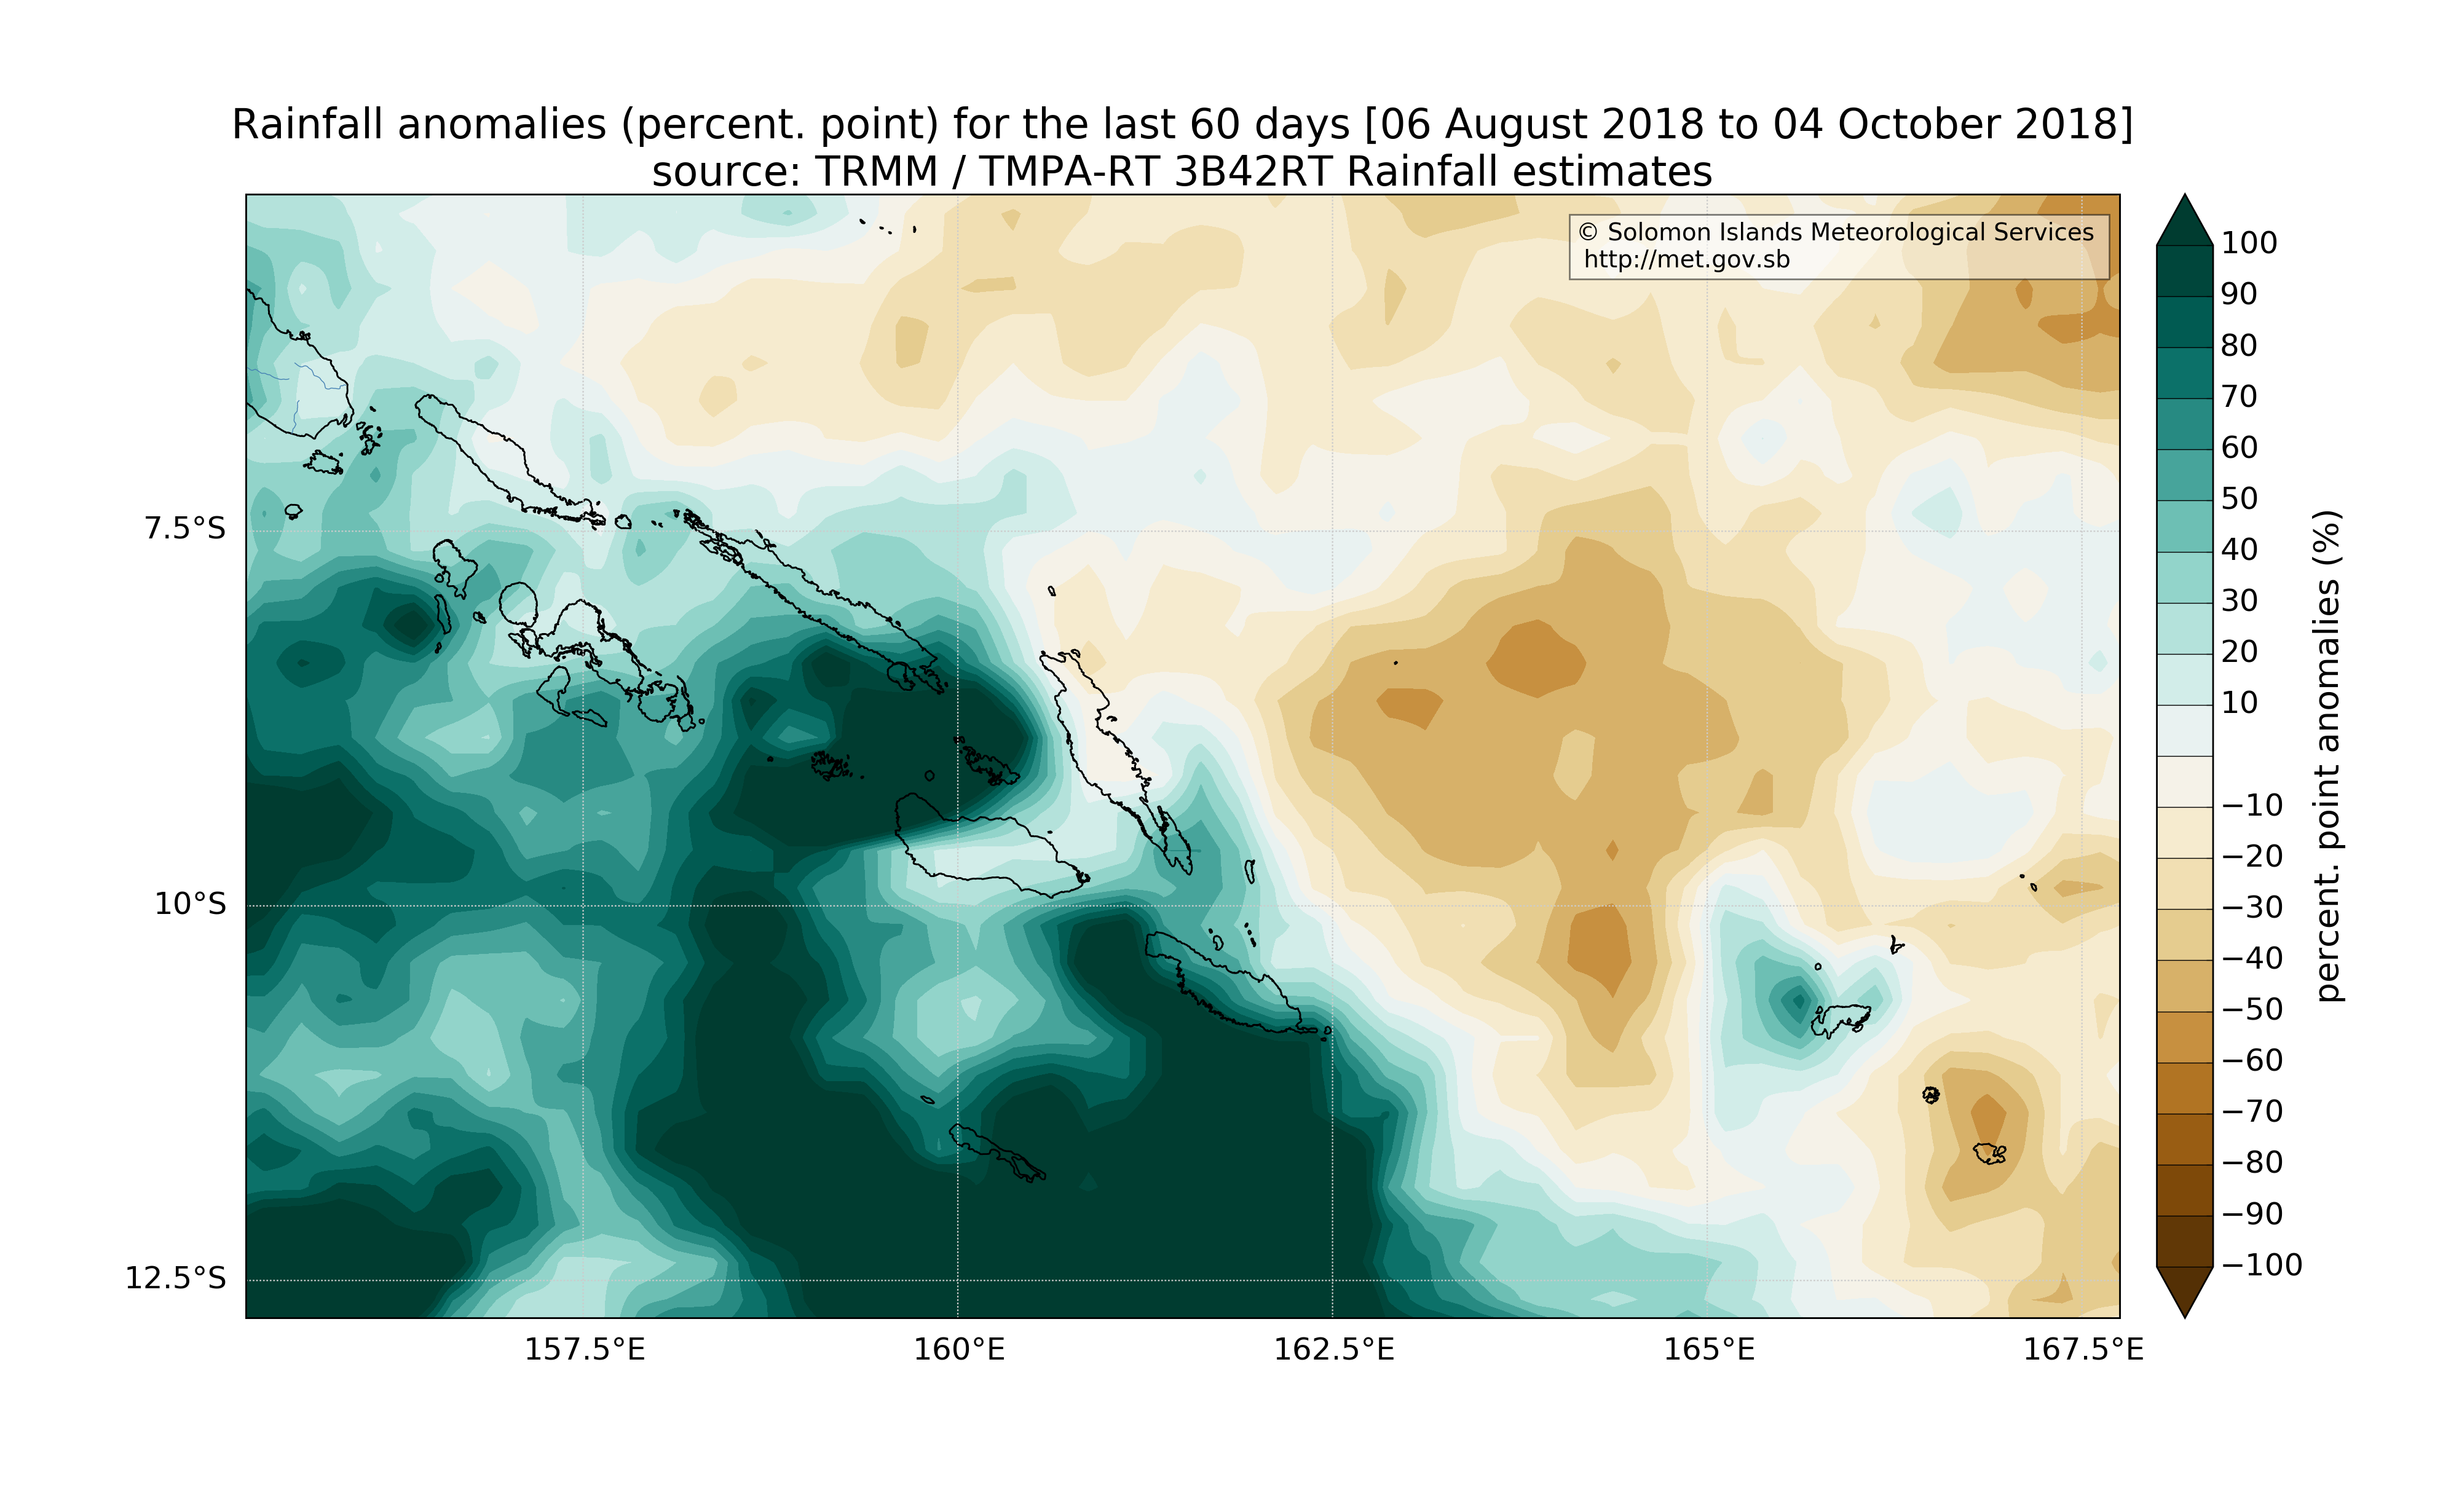 Rainfall anomalies (percent. point) for the last 60 days [06 August 2018 to 04 October 2018]
source: TRMM / TMPA-RT 3B42RT Rainfall estimates
© Solomon Islands Meteorological Services
http://met.gov.sb
7.5°S
10°S
12.5°S
157.5°E
160°E
162.5°E
165°E
167.5°E
100
90
80
70
60
50
40
30
20
10
−10
−20
−30
−40
−50
−60
−70
−80
−90
−100
percent. point anomalies (%)